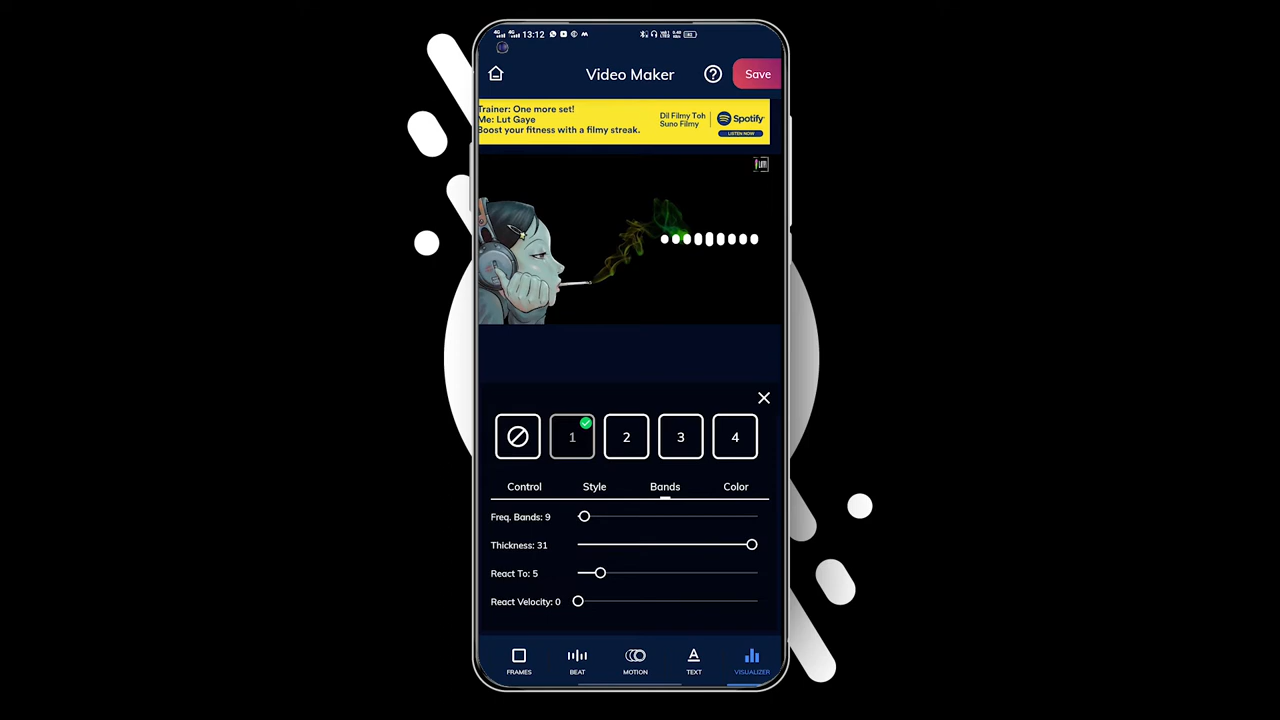 13:12
Video Maker
Save
Trainer: One more set!
Me: Lut Gaye
Boost your fitness with a filmy streak.
Dil Filmy Toh
Suno Filmy
Spotify
LISTEN NOW
1
2
3
4
Control
Style
Bands
Color
Freq. Bands: 9
Thickness: 31
React To: 5
React Velocity: 0
FRAMES
BEAT
MOTION
TEXT
VISUALIZER